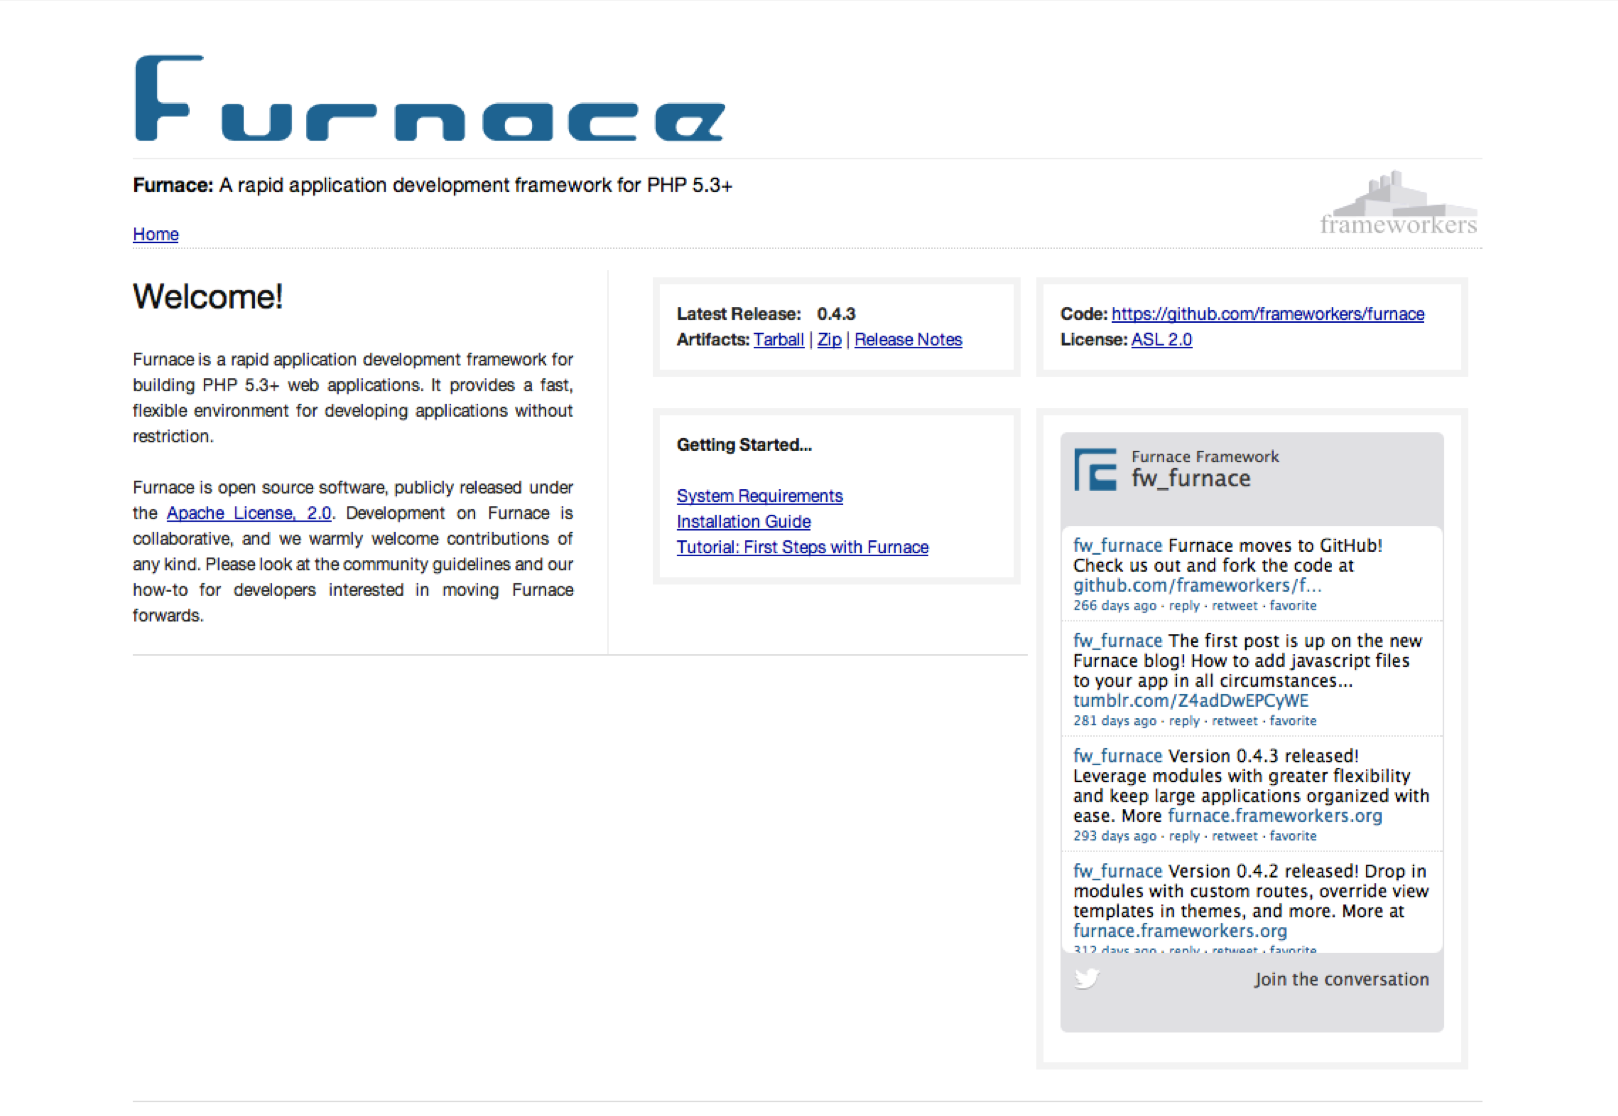 Furnace
Furnace: A rapid application development framework for PHP 5.3+
frameworkers
Home
Welcome!
Furnace is a rapid application development framework for
building PHP 5.3+ web applications. It provides a fast,
flexible environment for developing applications without
restriction.
Furnace is open source software, publicly released under
the Apache License, 2.0. Development on Furnace is
collaborative, and we warmly welcome contributions of
any kind. Please look at the community guidelines and our
how-to for developers interested in moving Furnace
forwards.
Latest Release: 0.4.3
Artifacts: Tarball | Zip | Release Notes
Code: https://github.com/frameworkers/furnace
License: ASL 2.0
Getting Started...
System Requirements
Installation Guide
Tutorial: First Steps with Furnace
Furnace Framework
fw_furnace
fw_furnace Furnace moves to GitHub!
Check us out and fork the code at
github.com/frameworkers/f...
266 days ago · reply · retweet · favorite
fw_furnace The first post is up on the new
Furnace blog! How to add javascript files
to your app in all circumstances...
tumblr.com/Z4adDwEPCyWE
281 days ago · reply · retweet · favorite
fw_furnace Version 0.4.3 released!
Leverage modules with greater flexibility
and keep large applications organized with
ease. More furnace.frameworkers.org
293 days ago · reply · retweet · favorite
fw_furnace Version 0.4.2 released! Drop in
modules with custom routes, override view
templates in themes, and more. More at
furnace.frameworkers.org
312 days ago · reply · retweet · favorite
Join the conversation